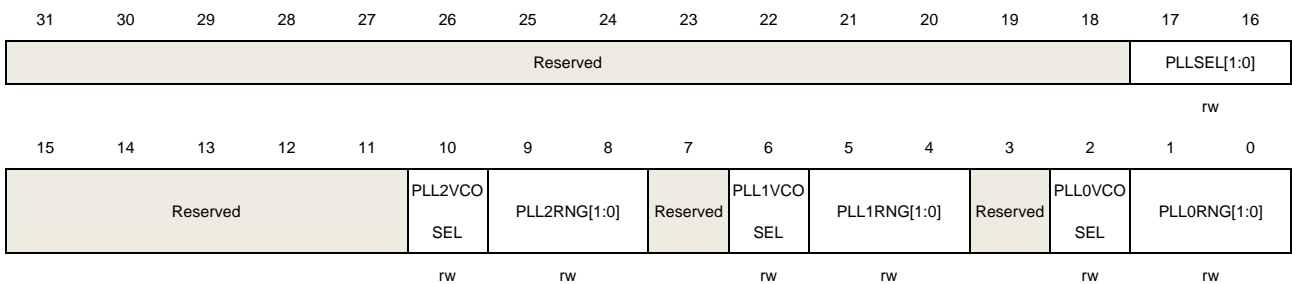 31 30 29 28 27 26 25 24 23 22 21 20 19 18 17 16
Reserved PLLSEL[1:0]
rw
15 14 13 12 11 10 9 8 7 6 5 4 3 2 1 0
Reserved PLL2VCO SEL PLL2RNG[1:0] Reserved PLL1VCO SEL PLL1RNG[1:0] Reserved PLL0VCO SEL PLL0RNG[1:0]
rw rw rw rw rw rw